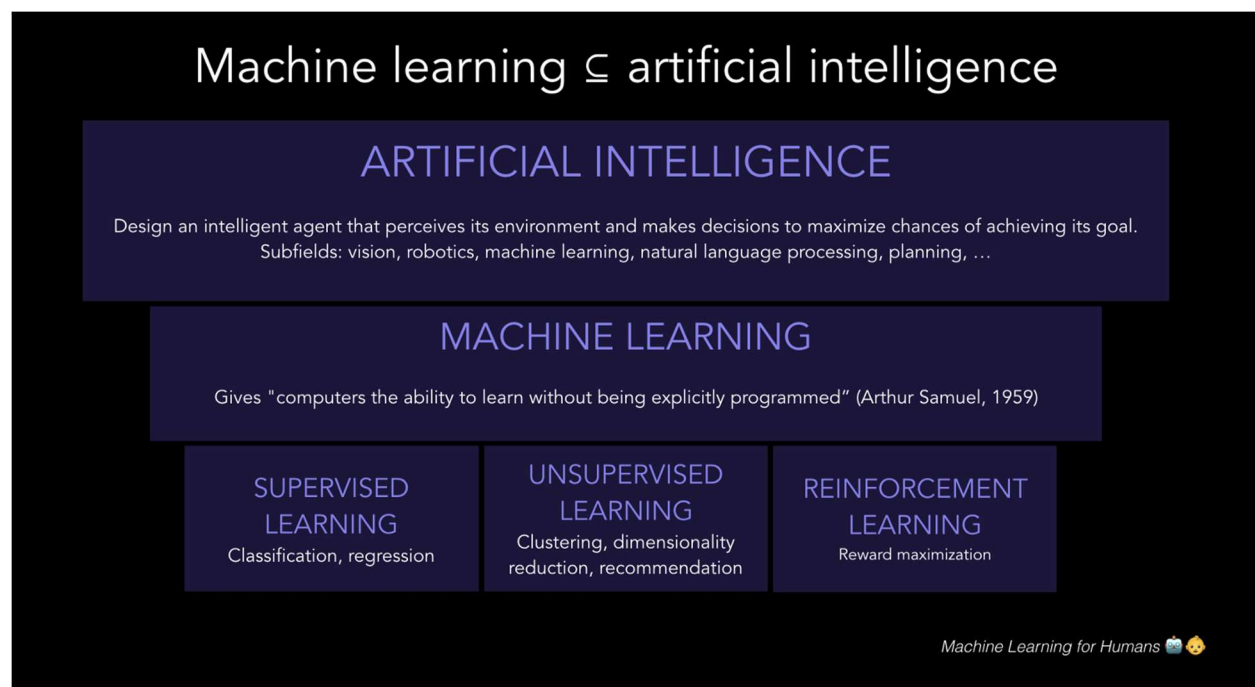 Machine learning ⊆ artificial intelligence
ARTIFICIAL INTELLIGENCE
Design an intelligent agent that perceives its environment and makes decisions to maximize chances of achieving its goal.
Subfields: vision, robotics, machine learning, natural language processing, planning, …
MACHINE LEARNING
Gives "computers the ability to learn without being explicitly programmed” (Arthur Samuel, 1959)
SUPERVISED
LEARNING
Classification, regression
UNSUPERVISED
LEARNING
Clustering, dimensionality
reduction, recommendation
REINFORCEMENT
LEARNING
Reward maximization
Machine Learning for Humans 🤖👶